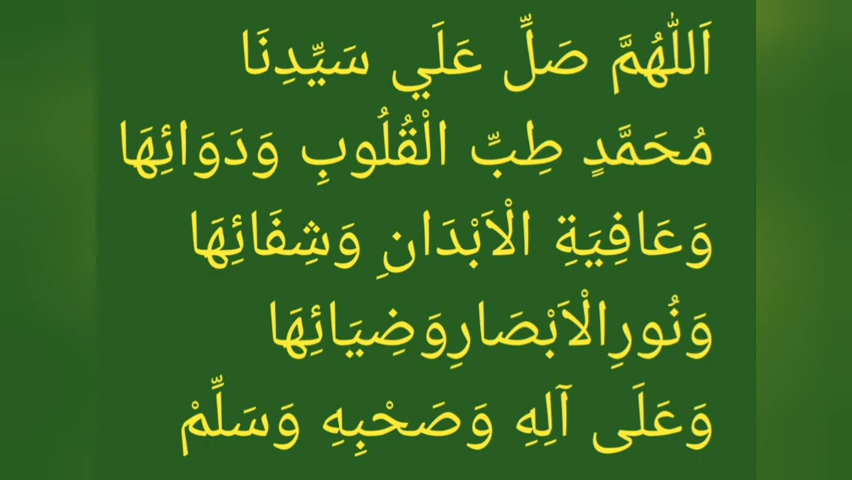 اَللّٰهُمَّ صَلِّ عَلَي سَيِّدِنَا
مُحَمَّدٍ طِبِّ الْقُلُوبِ وَدَوَائِهَا
وَعَافِيَةِ الْاَبْدَانِ وَشِفَائِهَا
وَنُورِالْاَبْصَارِوَضِيَائِهَا
وَعَلَى آلِهِ وَصَحْبِهِ وَسَلِّمْ